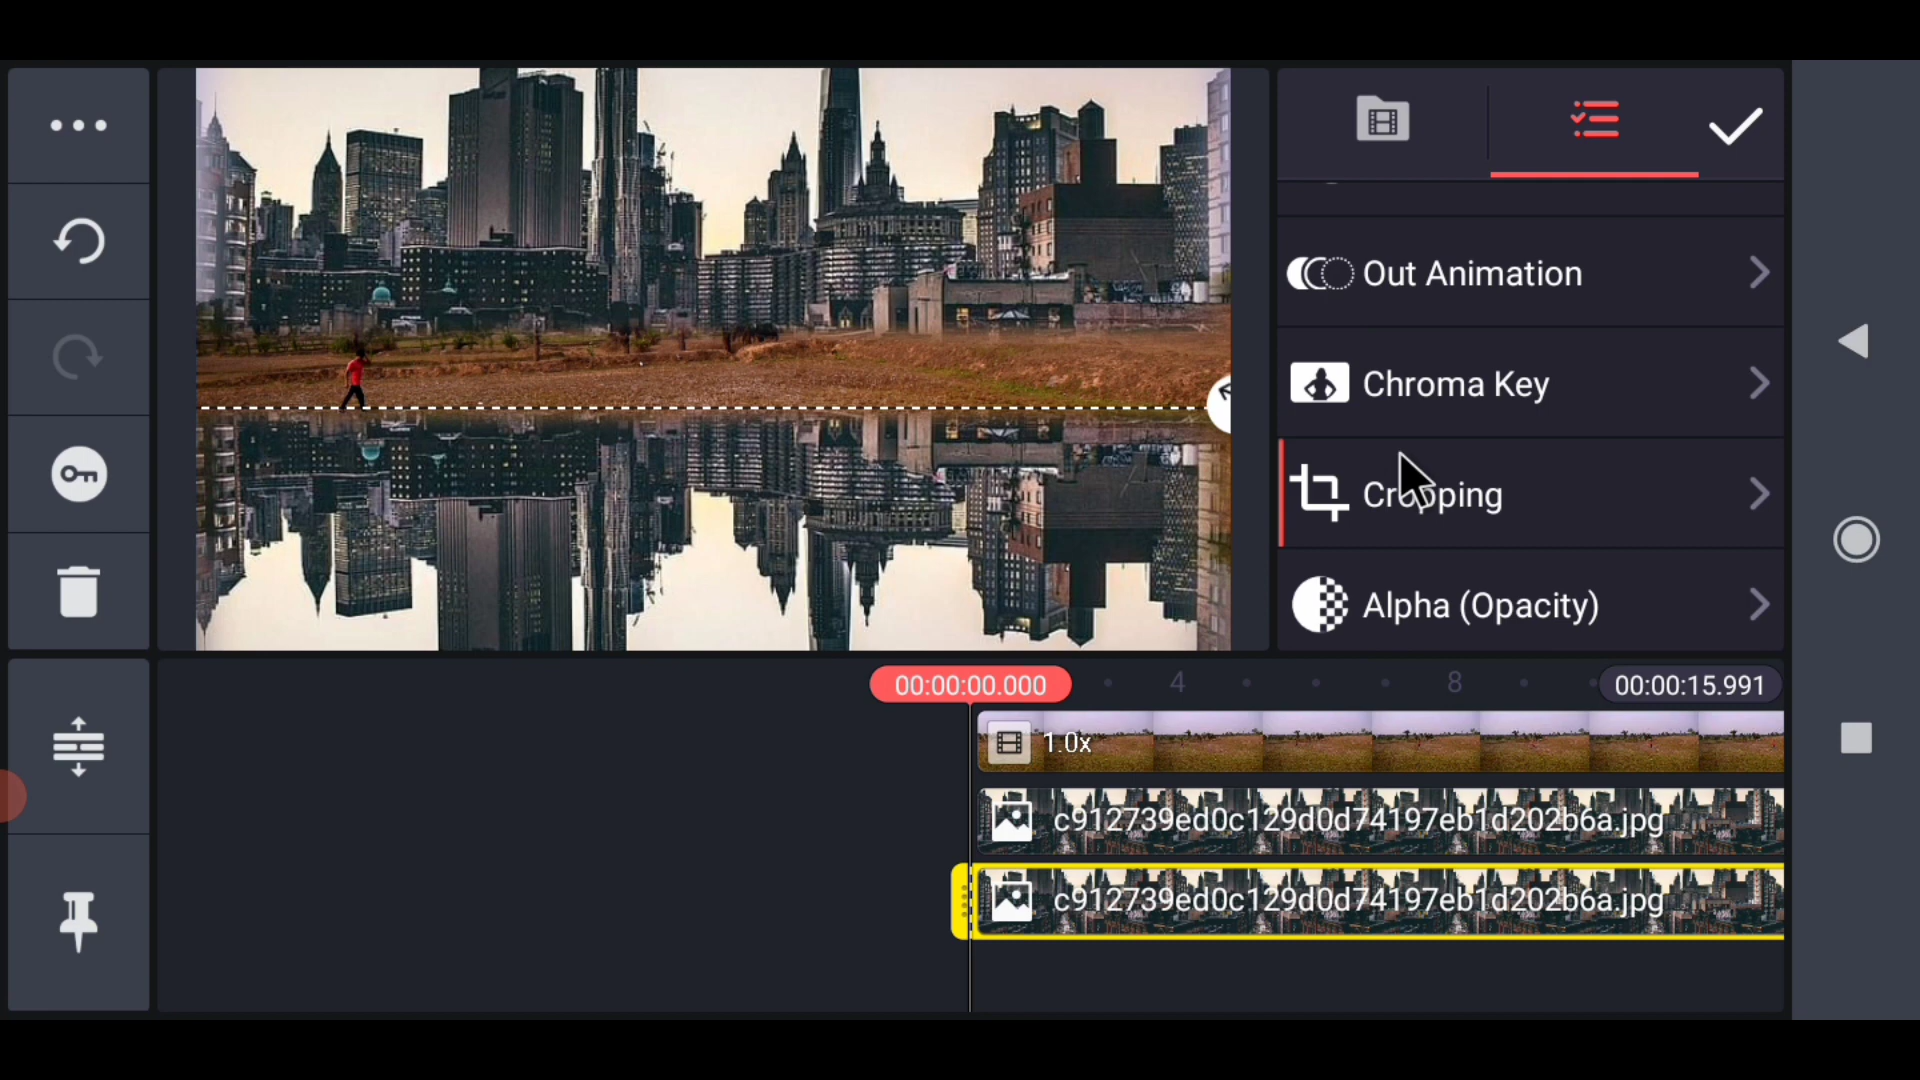 Out Animation
Chroma Key
Cropping
Alpha (Opacity)
00:00:00.000
4
8
00:00:15.991
1.0x
c912739ed0c129d0d74197eb1d202b6a.jpg
c912739ed0c129d0d74197eb1d202b6a.jpg